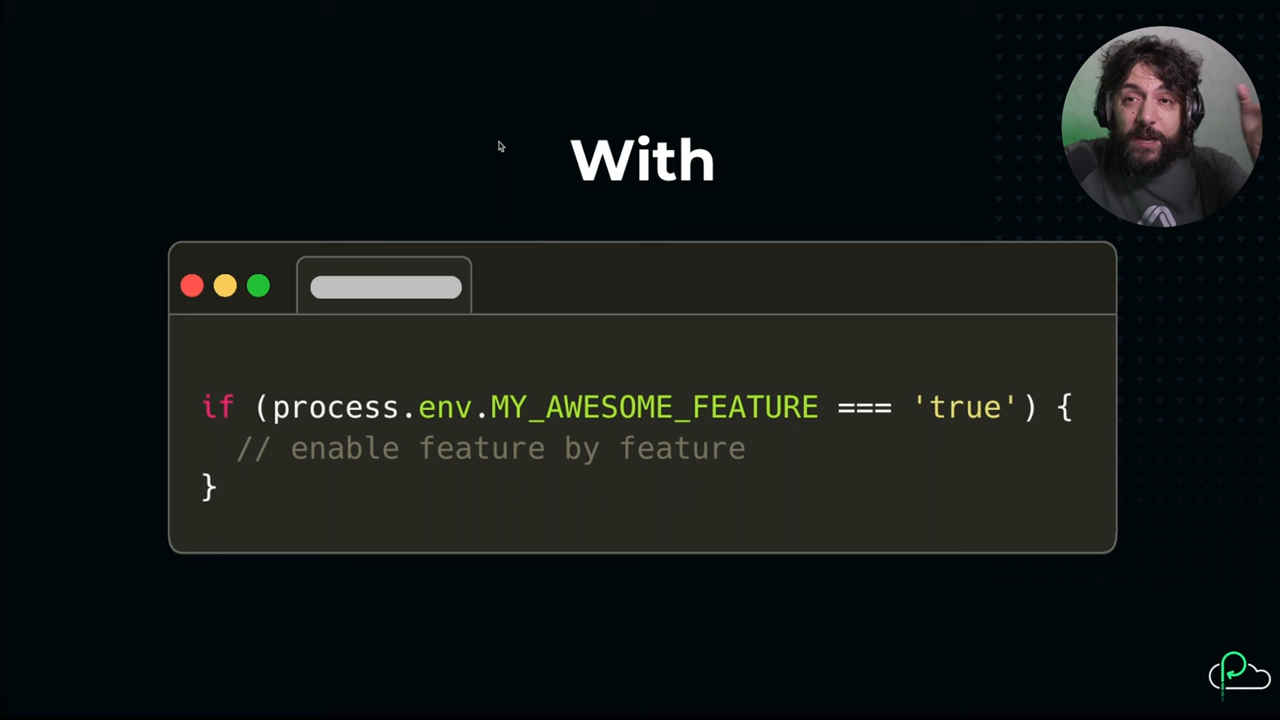 With
if (process.env.MY_AWESOME_FEATURE === 'true') {
// enable feature by feature
}